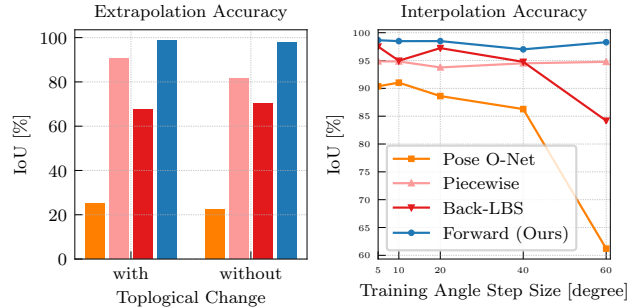 Extrapolation Accuracy
IoU [%]
100
80
60
40
20
0
with
without
Toplogical Change
Interpolation Accuracy
IoU [%]
100
95
90
85
80
75
70
65
60
Pose O-Net
Piecewise
Back-LBS
Forward (Ours)
5 10 20 40 60
Training Angle Step Size [degree]